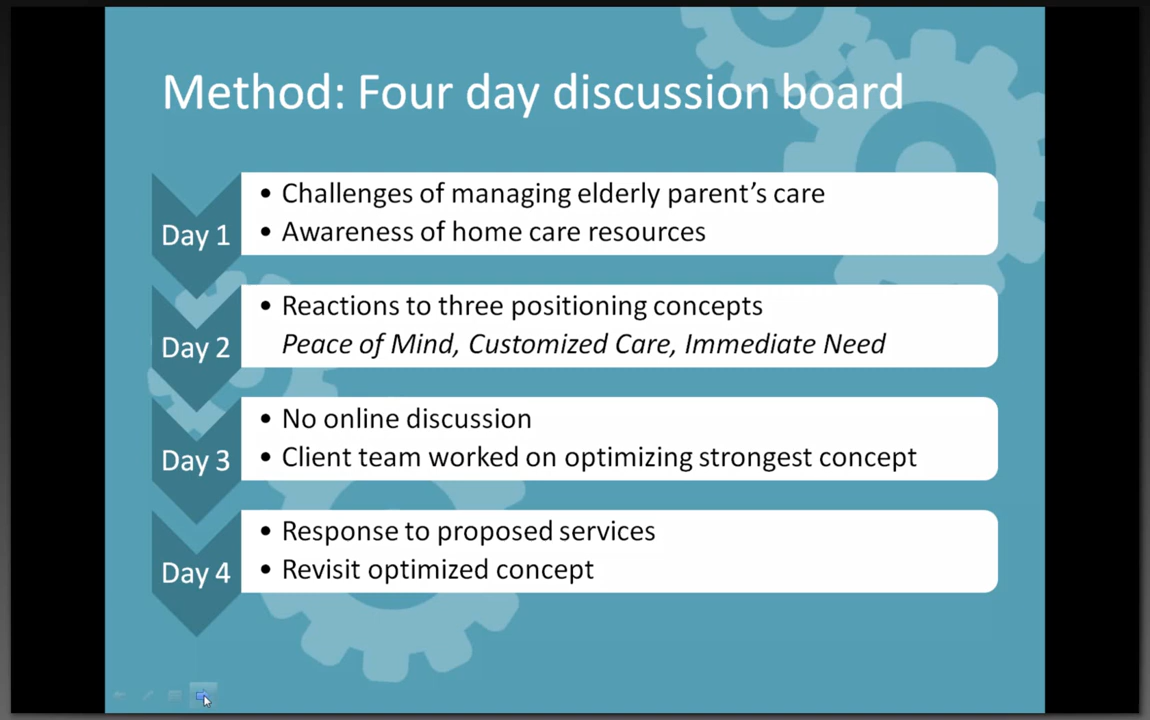 Method: Four day discussion board
Day 1
• Challenges of managing elderly parent’s care
• Awareness of home care resources
Day 2
• Reactions to three positioning concepts
Peace of Mind, Customized Care, Immediate Need
Day 3
• No online discussion
• Client team worked on optimizing strongest concept
Day 4
• Response to proposed services
• Revisit optimized concept